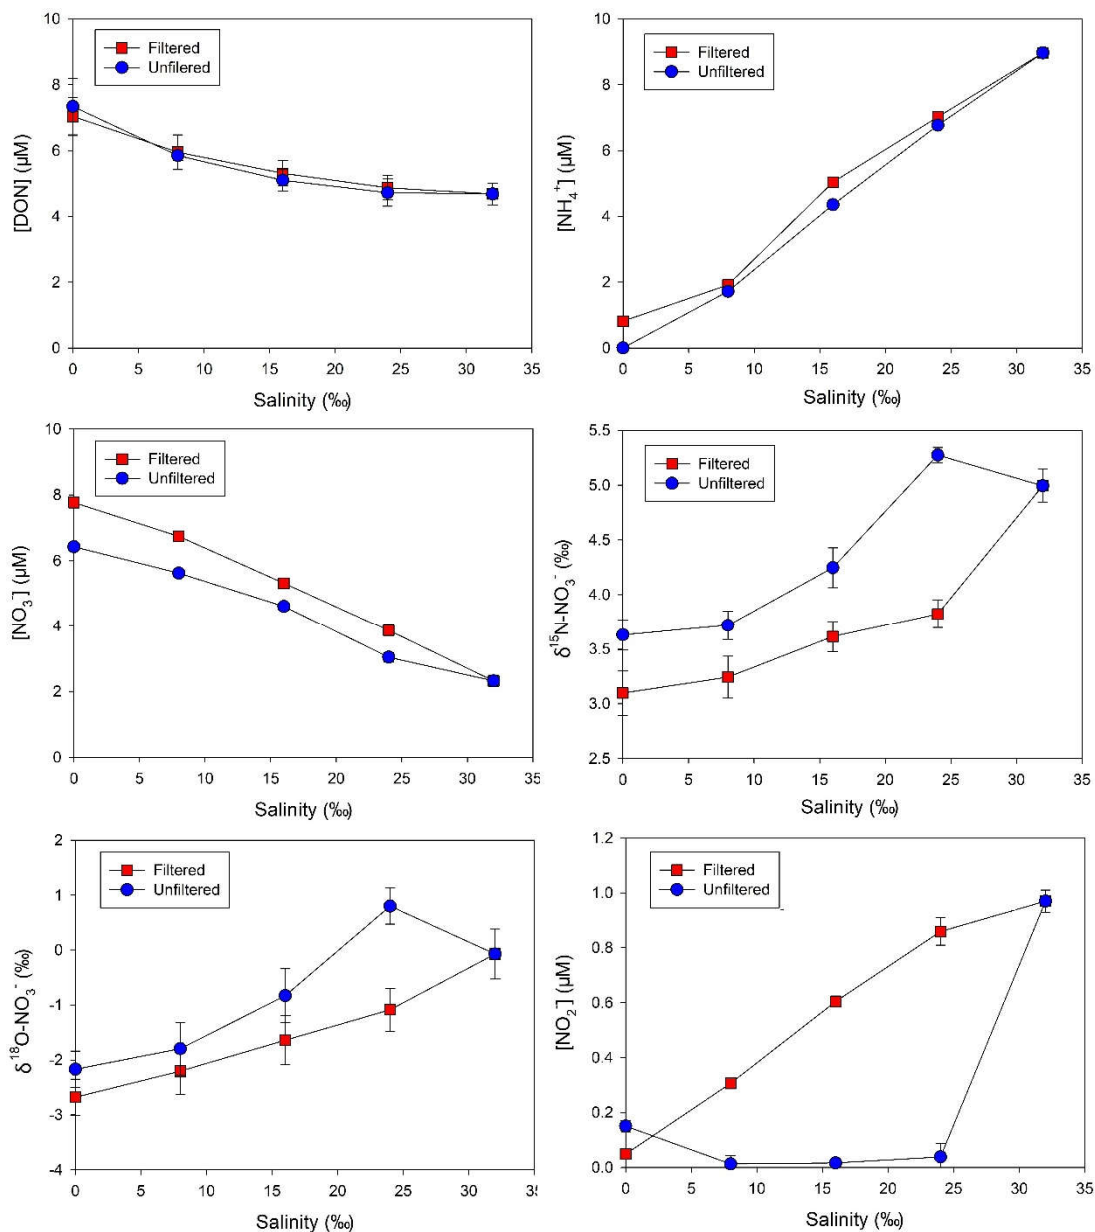 10
8
6
4
2
0
[DON] (µM)
Filtered
Unfilered
0 5 10 15 20 25 30 35
Salinity (‰)
10
8
6
4
2
0
[NH₄⁺] (µM)
Filtered
Unfiltered
0 5 10 15 20 25 30 35
Salinity (‰)
10
8
6
4
2
0
[NO₃⁻] (µM)
Filtered
Unfiltered
0 5 10 15 20 25 30 35
Salinity (‰)
5.5
5.0
4.5
4.0
3.5
3.0
2.5
δ¹⁵N-NO₃⁻ (‰)
Filtered
Unfiltered
0 5 10 15 20 25 30 35
Salinity (‰)
2
1
0
-1
-2
-3
-4
δ¹⁸O-NO₃⁻ (‰)
Filtered
Unfiltered
0 5 10 15 20 25 30 35
Salinity (‰)
1.2
1.0
0.8
0.6
0.4
0.2
0.0
[NO₂⁻] (µM)
Filtered
Unfiltered
0 5 10 15 20 25 30 35
Salinity (‰)